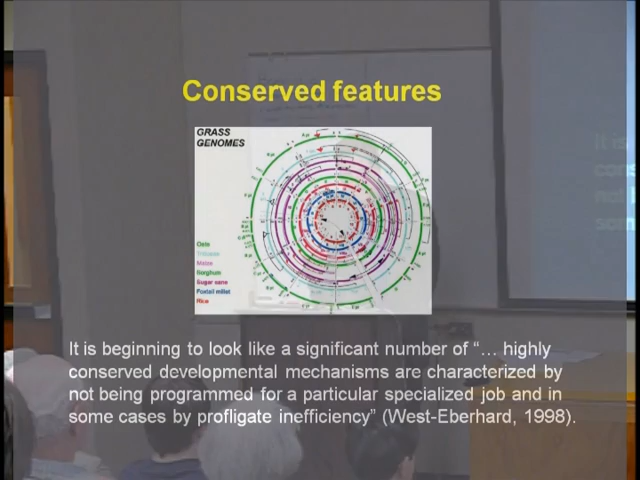 Conserved features
GRASS
GENOMES
Oats
Triticeae
Maize
Sorghum
Sugar cane
Foxtail millet
Rice
It is beginning to look like a significant number of “… highly
conserved developmental mechanisms are characterized by
not being programmed for a particular specialized job and in
some cases by profligate inefficiency” (West-Eberhard, 1998).